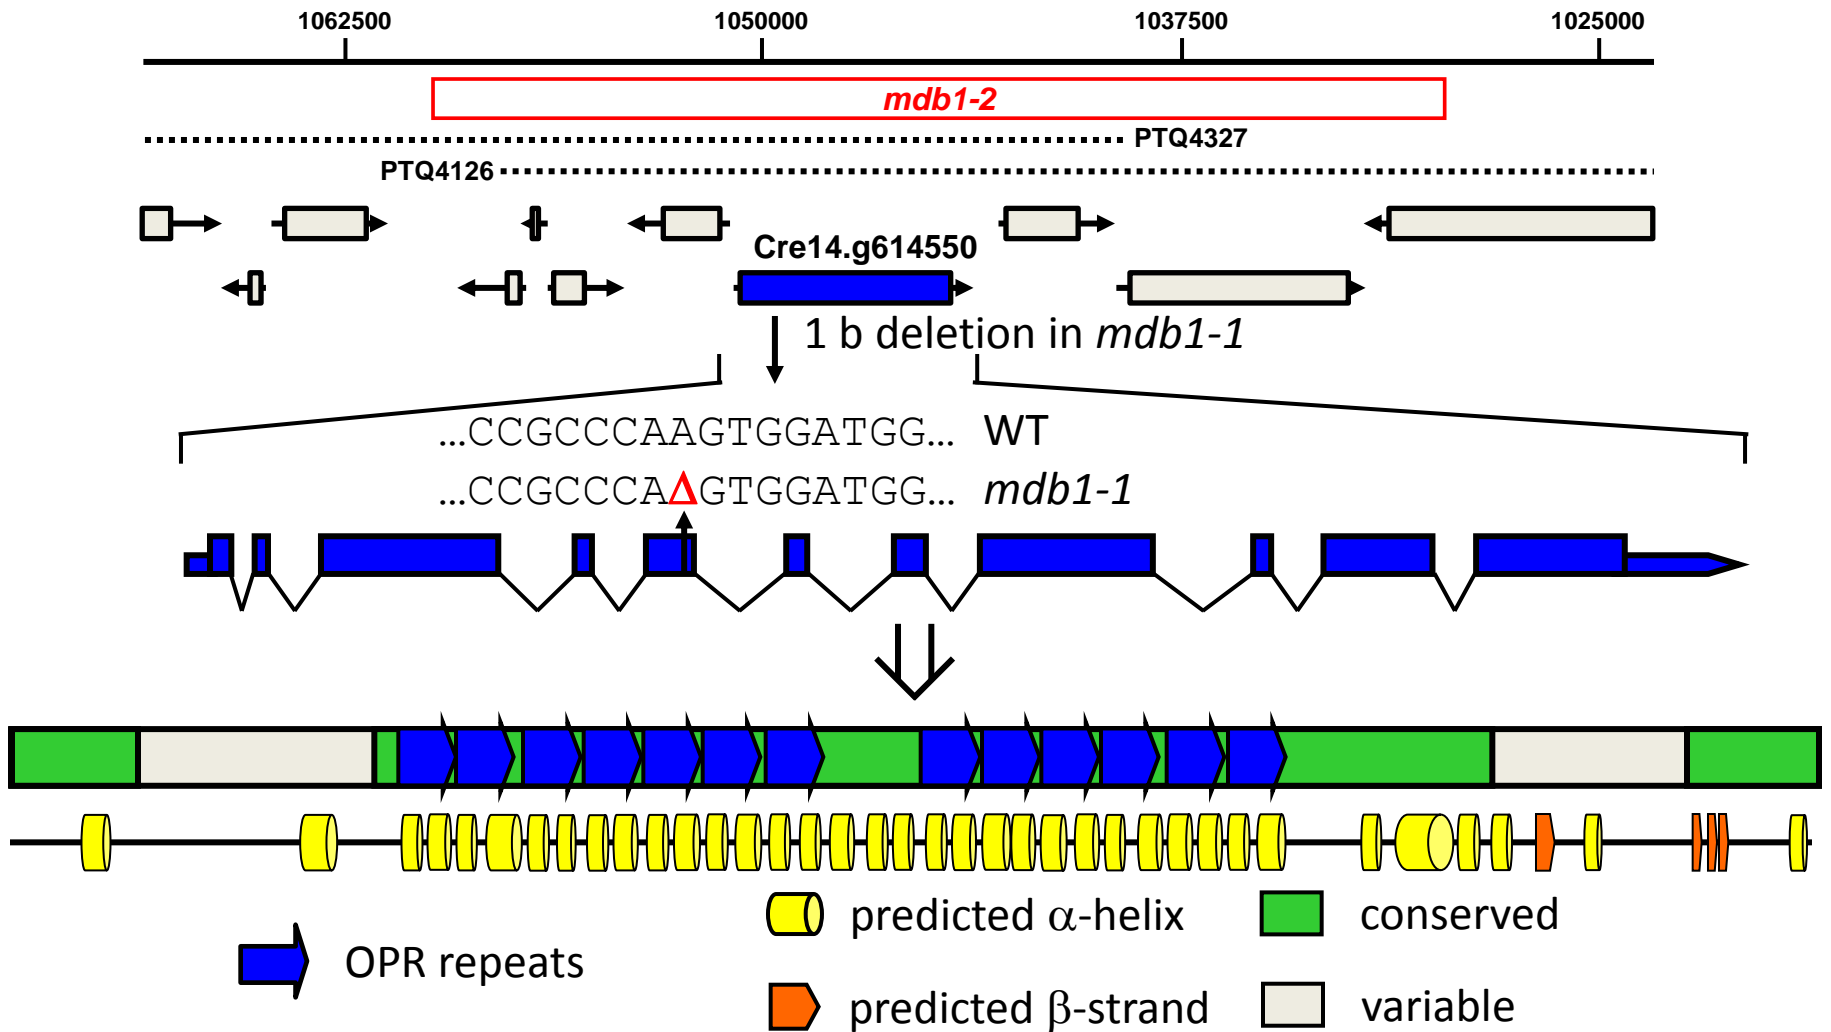 1062500 1050000 1037500 1025000
mdb1-2
PTQ4327
PTQ4126
Cre14.g614550
1 b deletion in mdb1-1
...CCGCCCAAGTGGATGG... WT
...CCGCCCAΔGTGGATGG... mdb1-1
predicted α-helix
conserved
OPR repeats
predicted β-strand
variable